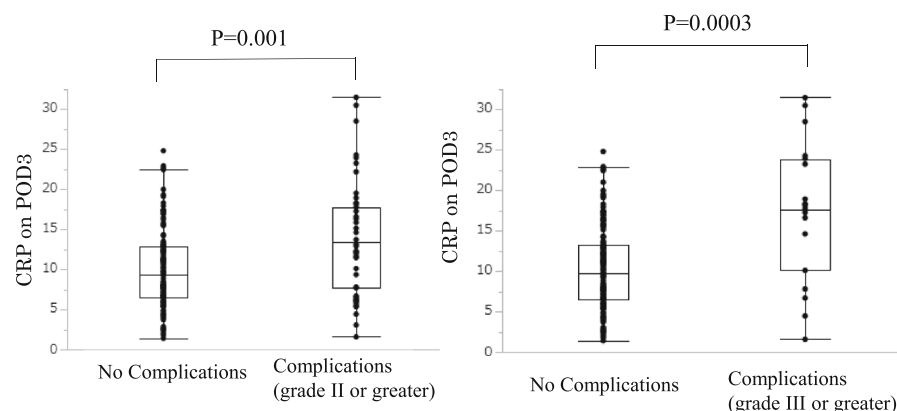 P=0.001
CRP on POD3
30
25
20
15
10
5
0
No Complications
Complications
(grade II or greater)
P=0.0003
CRP on POD3
30
25
20
15
10
5
0
No Complications
Complications
(grade III or greater)